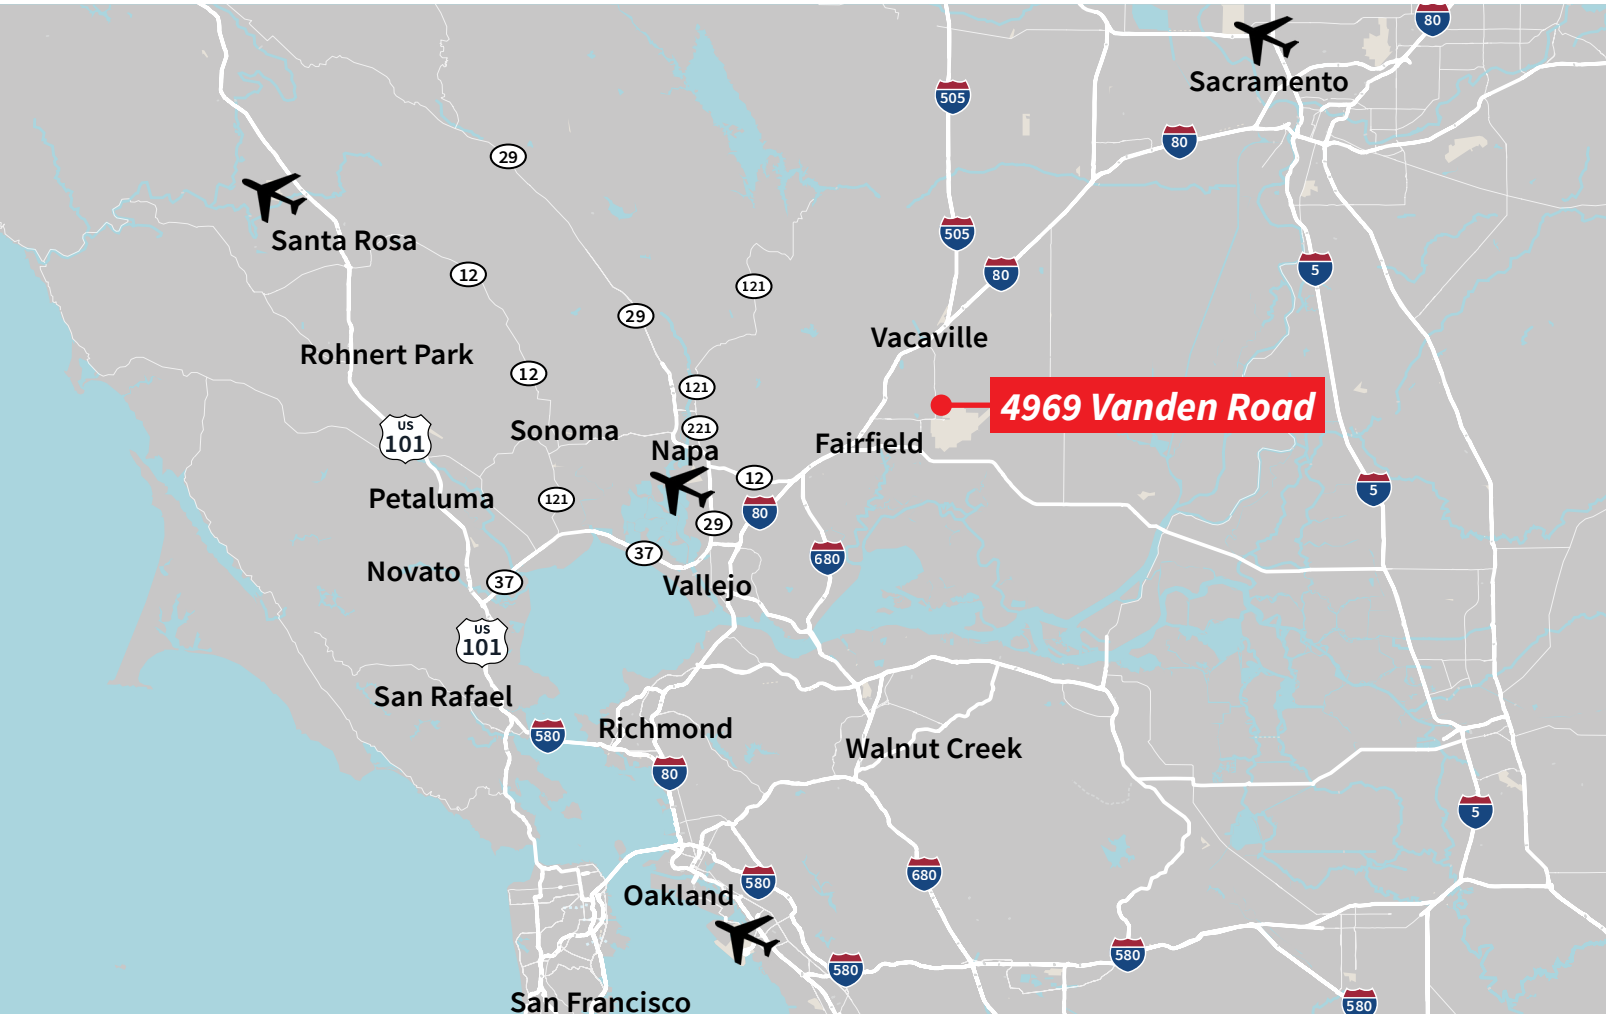 80
Sacramento
505
80
29
Santa Rosa
505
12
80
5
121
29
Vacaville
Rohnert Park
12
121
4969 Vanden Road
221
Sonoma
US
101
Napa
Fairfield
12
5
Petaluma
121
80
29
37
680
Novato
37
Vallejo
US
101
San Rafael
580
Richmond
Walnut Creek
80
5
680
580
Oakland
580
580
San Francisco
580